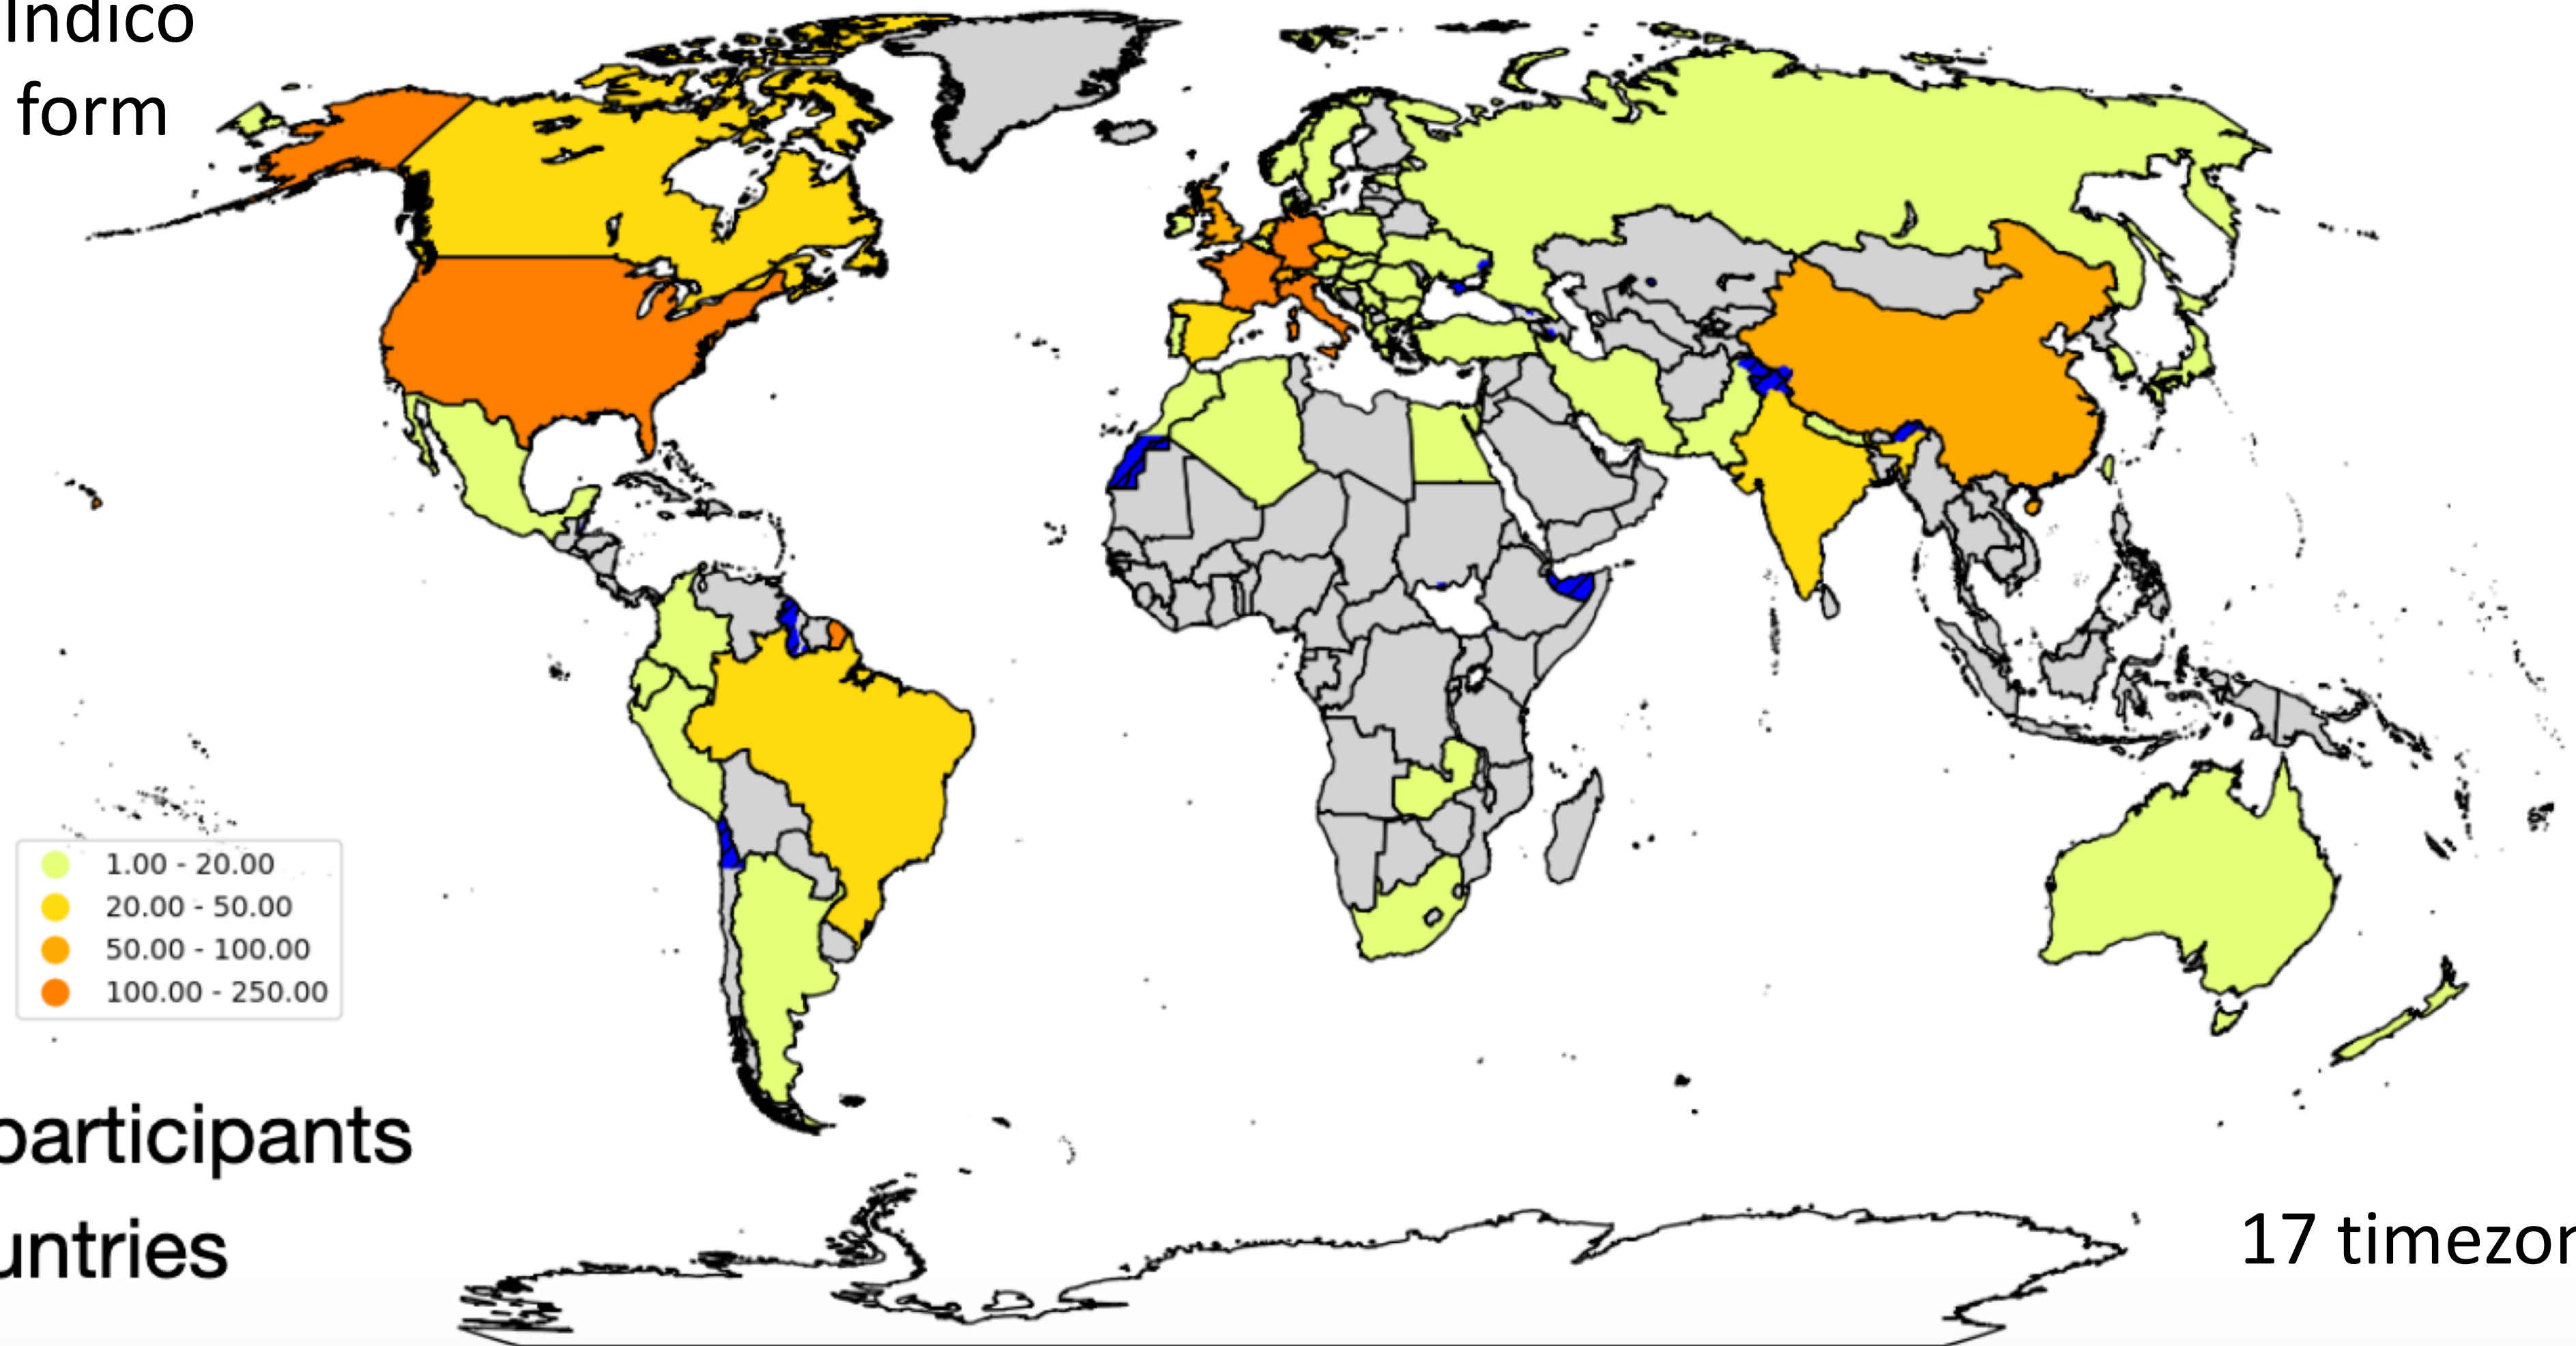 Indico
form
1.00 - 20.00
20.00 - 50.00
50.00 - 100.00
100.00 - 250.00
participants
untries
17 timezon